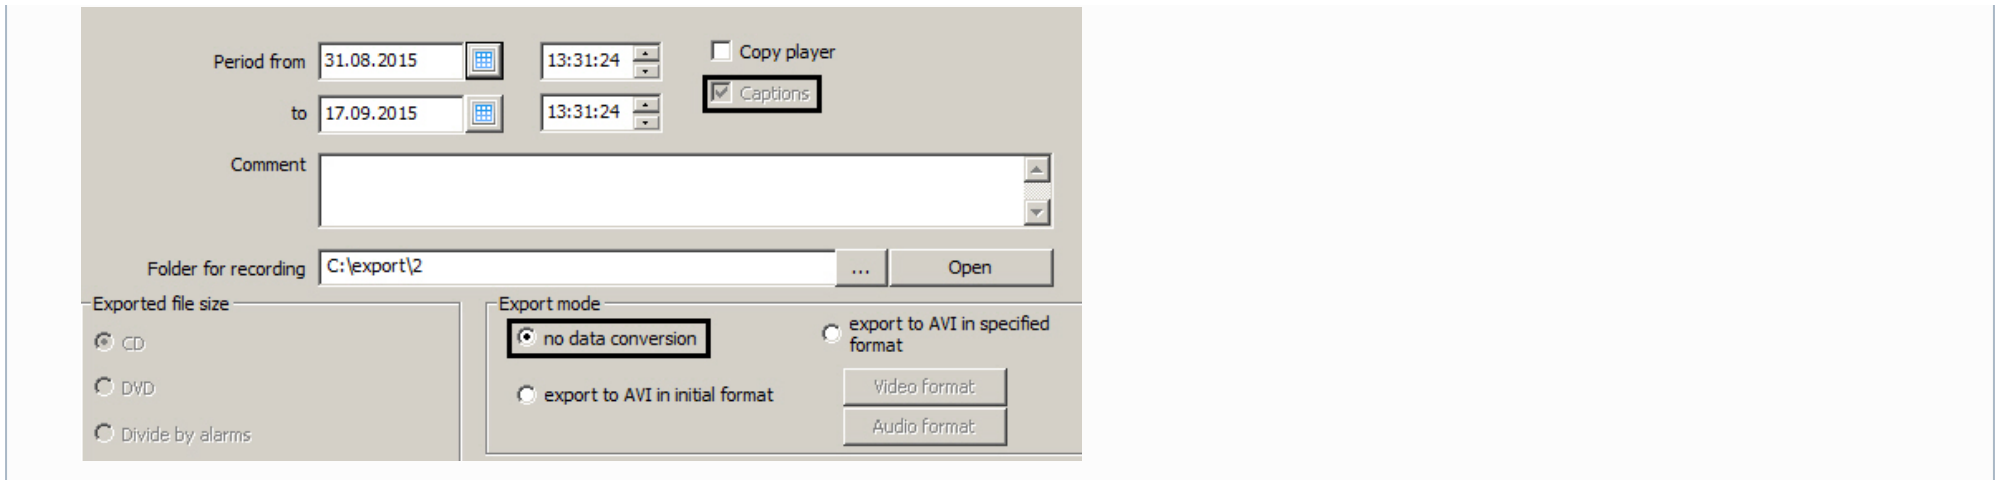 Period from 31.08.2015 13:31:24 Copy player
Captions
to 17.09.2015 13:31:24
Comment
Folder for recording C:\export\2 ... Open
Exported file size
CD
DVD
Divide by alarms
Export mode
no data conversion
export to AVI in specified
format
export to AVI in initial format
Video format
Audio format